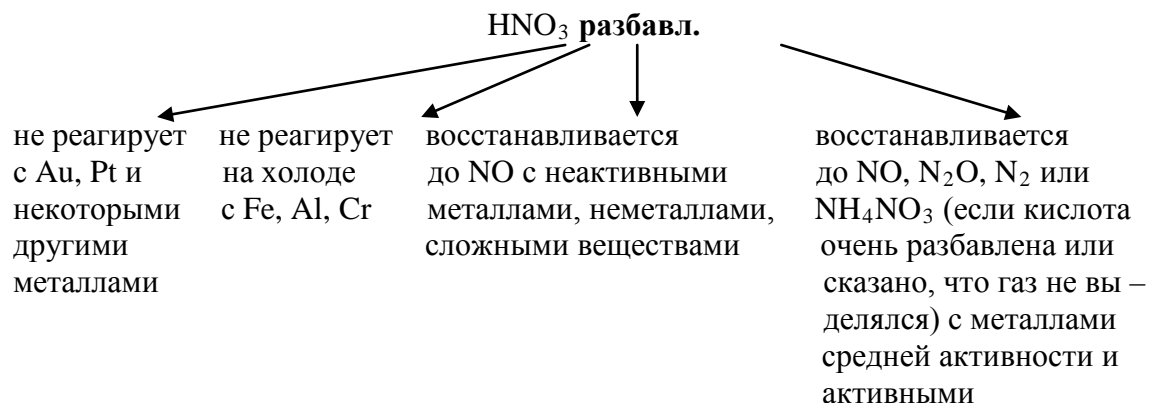 HNO₃ разбавл.
не реагирует
с Au, Pt и
некоторыми
другими
металлами
не реагирует
на холоде
с Fe, Al, Cr
восстанавливается
до NO с неактивными
металлами, неметаллами,
сложными веществами
восстанавливается
до NO, N₂O, N₂ или
NH₄NO₃ (если кислота
очень разбавлена или
сказано, что газ не вы –
делялся) с металлами
средней активности и
активными